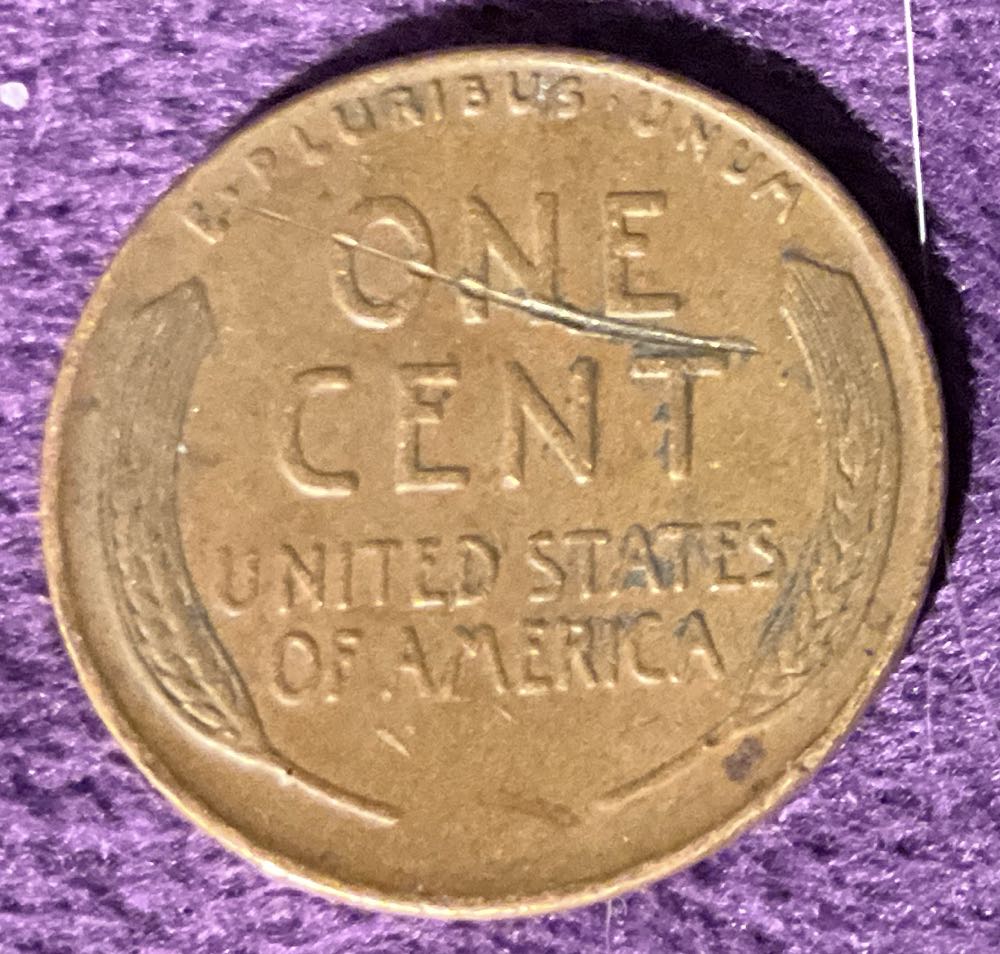 E·PLURIBUS·UNUM
ONE
CENT
UNITED STATES
OF AMERICA